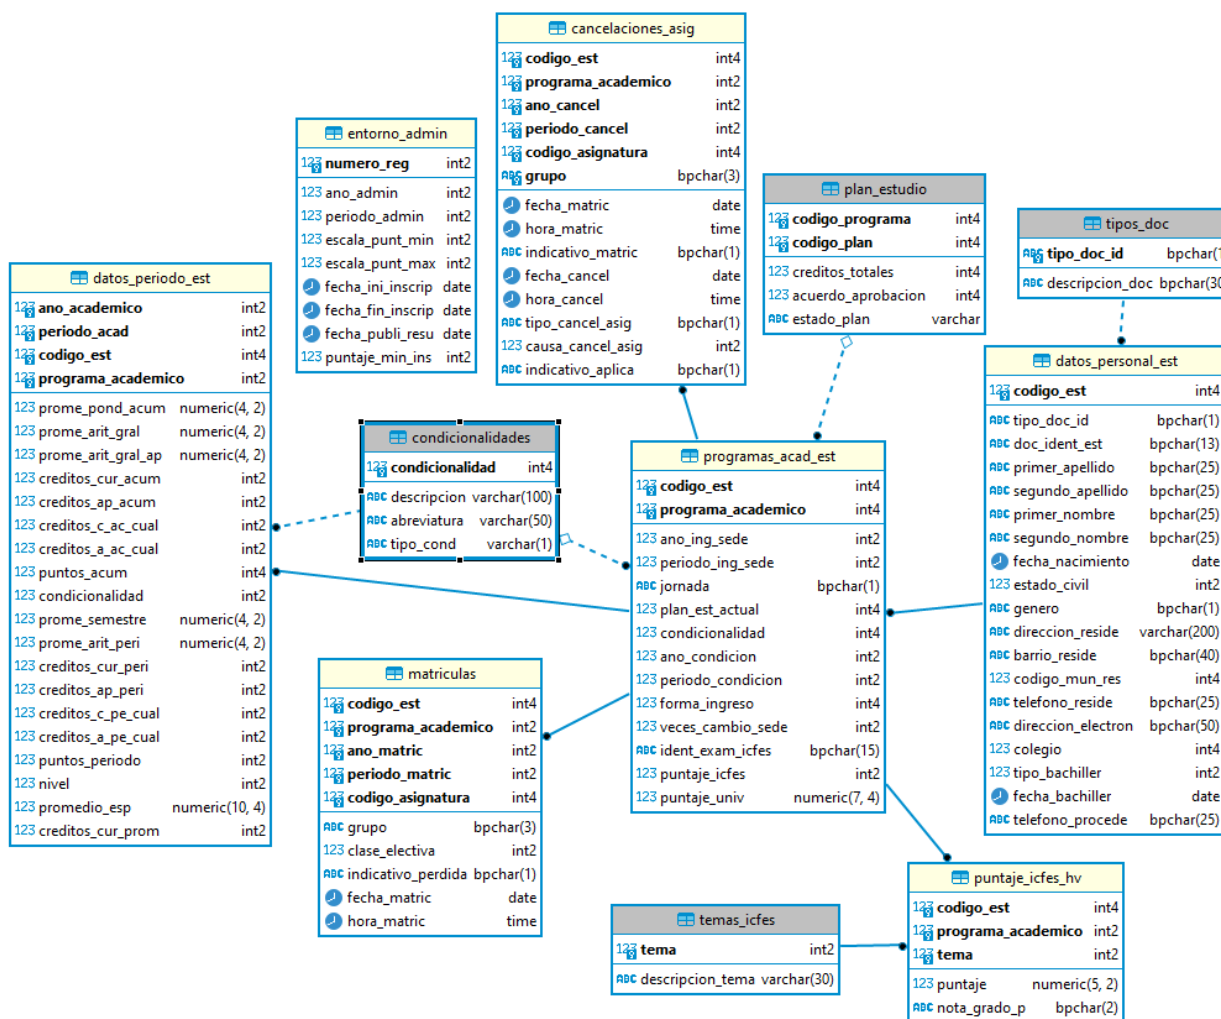 cancelaciones_asig
codigo_est int4
programa_academico int2
ano_cancel int2
periodo_cancel int2
codigo_asignatura int4
grupo bpchar(3)
fecha_matric date
hora_matric time
indicativo_matric bpchar(1)
fecha_cancel date
hora_cancel time
tipo_cancel_asig bpchar(1)
causa_cancel_asig int2
indicativo_aplica bpchar(1)
entorno_admin
numero_reg int2
ano_admin int2
periodo_admin int2
escala_punt_min int2
escala_punt_max int2
fecha_ini_inscrip date
fecha_fin_inscrip date
fecha_publi_resu date
puntaje_min_ins int2
plan_estudio
codigo_programa int4
codigo_plan int4
creditos_totales int4
acuerdo_aprobacion int4
estado_plan varchar
tipos_doc
tipo_doc_id bpchar(1
descripcion_doc bpchar(30
datos_periodo_est
ano_academico int2
periodo_acad int2
codigo_est int4
programa_academico int2
prome_pond_acum numeric(4, 2)
prome_arit_gral numeric(4, 2)
prome_arit_gral_ap numeric(4, 2)
creditos_cur_acum int2
creditos_ap_acum int2
creditos_c_ac_cual int2
creditos_a_ac_cual int2
puntos_acum int4
condicionalidad int2
prome_semestre numeric(4, 2)
prome_arit_peri numeric(4, 2)
creditos_cur_peri int2
creditos_ap_peri int2
creditos_c_pe_cual int2
creditos_a_pe_cual int2
puntos_periodo int2
nivel int2
promedio_esp numeric(10, 4)
creditos_cur_prom int2
condicionalidades
condicionalidad int4
descripcion varchar(100)
abreviatura varchar(50)
tipo_cond varchar(1)
programas_acad_est
codigo_est int4
programa_academico int4
ano_ing_sede int2
periodo_ing_sede int2
jornada bpchar(1)
plan_est_actual int4
condicionalidad int4
ano_condicion int2
periodo_condicion int2
forma_ingreso int4
veces_cambio_sede int2
ident_exam_icfes bpchar(15)
puntaje_icfes int2
puntaje_univ numeric(7, 4)
datos_personal_est
codigo_est int4
tipo_doc_id bpchar(1)
doc_ident_est bpchar(13)
primer_apellido bpchar(25)
segundo_apellido bpchar(25)
primer_nombre bpchar(25)
segundo_nombre bpchar(25)
fecha_nacimiento date
estado_civil int2
genero bpchar(1)
direccion_reside varchar(200)
barrio_reside bpchar(40)
codigo_mun_res int4
telefono_reside bpchar(25)
direccion_electron bpchar(50)
colegio int4
tipo_bachiller int2
fecha_bachiller date
telefono_procede bpchar(25)
matriculas
codigo_est int4
programa_academico int2
ano_matric int2
periodo_matric int2
codigo_asignatura int4
grupo bpchar(3)
clase_electiva int2
indicativo_perdida bpchar(1)
fecha_matric date
hora_matric time
temas_icfes
tema int2
descripcion_tema varchar(30)
puntaje_icfes_hv
codigo_est int4
programa_academico int2
tema int2
puntaje numeric(5, 2)
nota_grado_p bpchar(2)